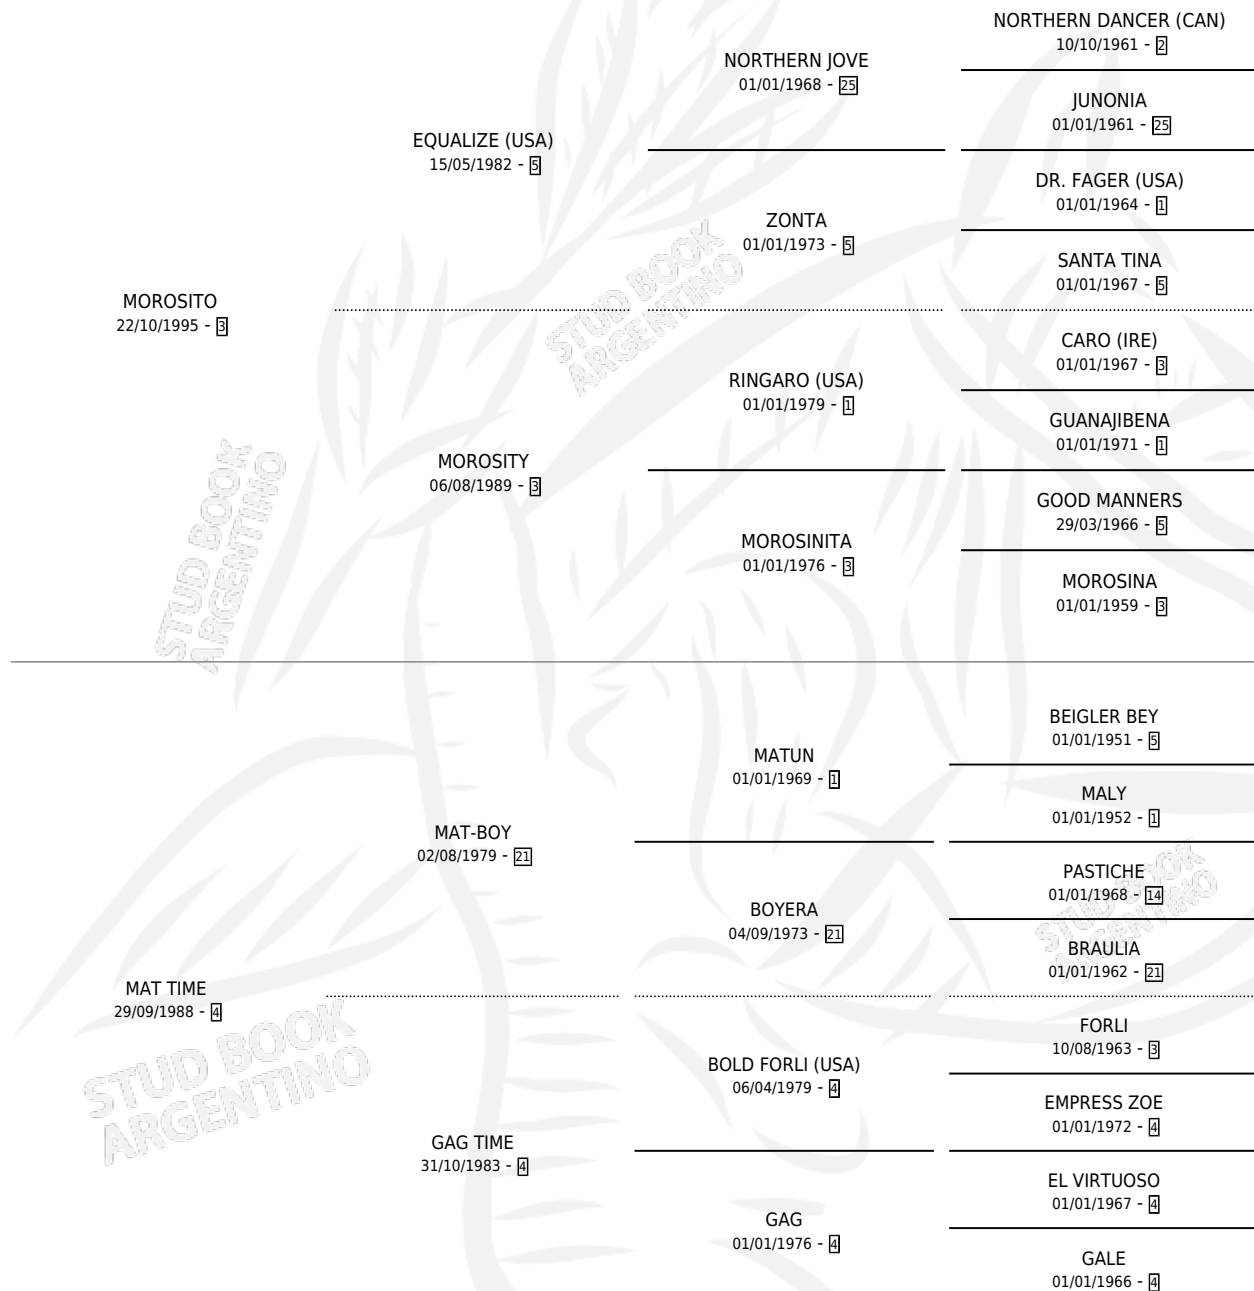 NORTHERN DANCER (CAN)
10/10/1961 - 2
NORTHERN JOVE
01/01/1968 - 25
JUNONIA
01/01/1961 - 25
EQUALIZE (USA)
15/05/1982 - 5
DR. FAGER (USA)
01/01/1964 - 1
ZONTA
01/01/1973 - 5
SANTA TINA
01/01/1967 - 5
MOROSITO
22/10/1995 - 3
CARO (IRE)
01/01/1967 - 3
RINGARO (USA)
01/01/1979 - 1
GUANAJIBENA
01/01/1971 - 1
MOROSITY
06/08/1989 - 3
GOOD MANNERS
29/03/1966 - 5
MOROSINITA
01/01/1976 - 3
MOROSINA
01/01/1959 - 3
BEIGLER BEY
01/01/1951 - 5
MATUN
01/01/1969 - 1
MALY
01/01/1952 - 1
MAT-BOY
02/08/1979 - 21
PASTICHE
01/01/1968 - 14
BOYERA
04/09/1973 - 21
BRAULIA
01/01/1962 - 21
MAT TIME
29/09/1988 - 4
FORLI
10/08/1963 - 3
BOLD FORLI (USA)
06/04/1979 - 4
EMPRESS ZOE
01/01/1972 - 4
GAG TIME
31/10/1983 - 4
EL VIRTUOSO
01/01/1967 - 4
GAG
01/01/1976 - 4
GALE
01/01/1966 - 4
STUD BOOK
ARGENTINO
STUD BOOK
ARGENTINO
STUD BOOK
ARGENTINO
STUD BOOK
ARGENTINO